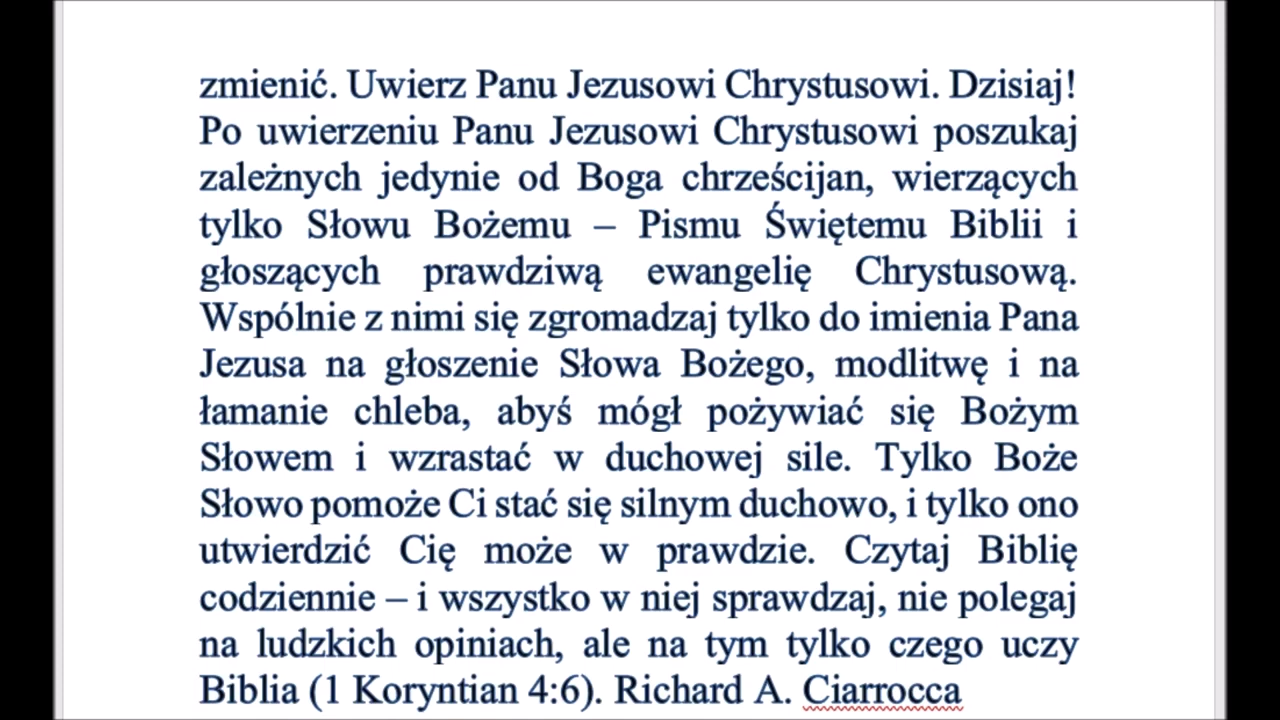 zmienić. Uwierz Panu Jezusowi Chrystusowi. Dzisiaj!
Po uwierzeniu Panu Jezusowi Chrystusowi poszukaj
zależnych jedynie od Boga chrześcijan, wierzących
tylko Słowu Bożemu – Pismu Świętemu Biblii i
głoszących prawdziwą ewangelię Chrystusową.
Wspólnie z nimi się zgromadzaj tylko do imienia Pana
Jezusa na głoszenie Słowa Bożego, modlitwę i na
łamanie chleba, abyś mógł pożywiać się Bożym
Słowem i wzrastać w duchowej sile. Tylko Boże
Słowo pomoże Ci stać się silnym duchowo, i tylko ono
utwierdzić Cię może w prawdzie. Czytaj Biblię
codziennie – i wszystko w niej sprawdzaj, nie polegaj
na ludzkich opiniach, ale na tym tylko czego uczy
Biblia (1 Koryntian 4:6). Richard A. Ciarrocca